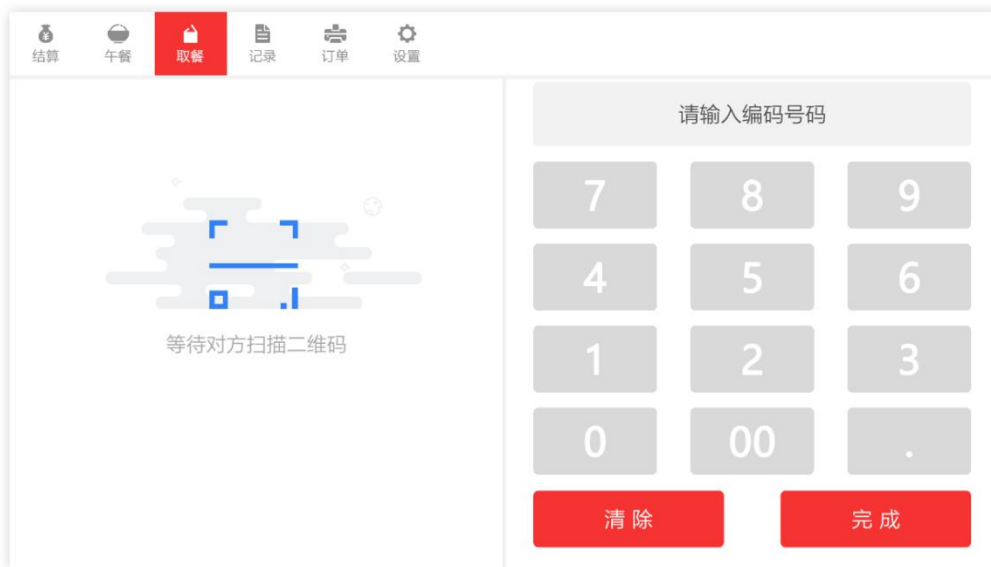 结算 午餐 取餐 记录 订单 设置
等待对方扫描二维码
请输入编码号码
7 8 9
4 5 6
1 2 3
0 00 .
清除 完成